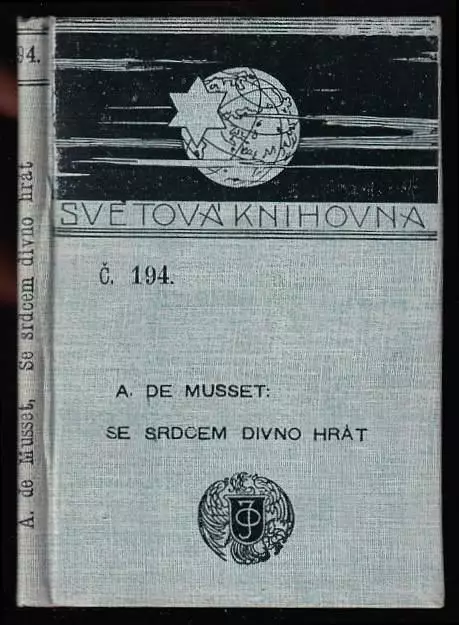 94.
A. de Musset, Se srdcem divno hrát
SVĚTOVÁ KNIHOVNA
Č. 194.
A. DE MUSSET:
SE SRDCEM DIVNO HRÁT